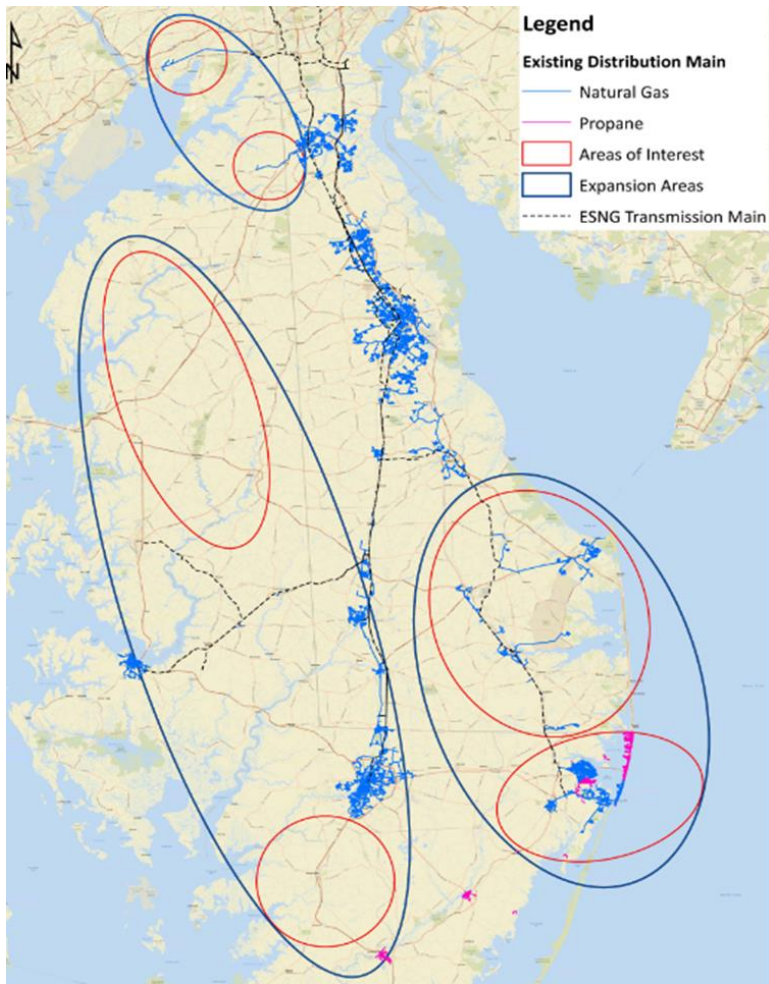 Legend
Existing Distribution Main
Natural Gas
Propane
Areas of Interest
Expansion Areas
ESNG Transmission Main
N